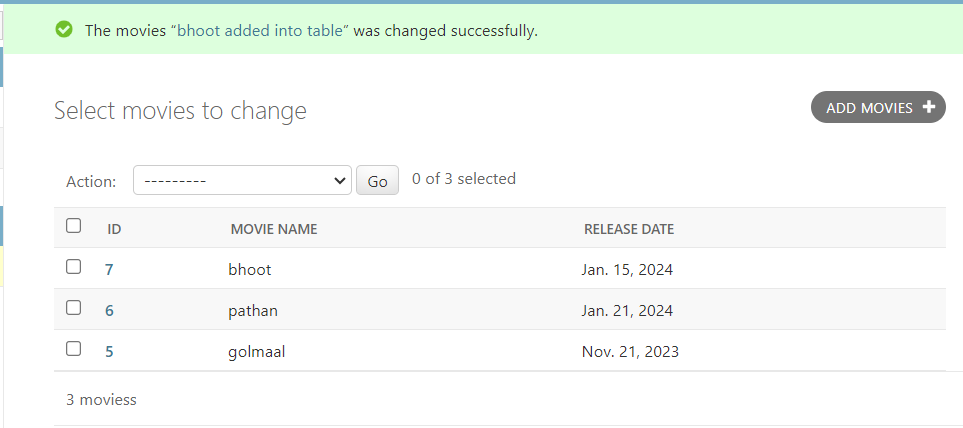 The movies “bhoot added into table” was changed successfully.
Select movies to change
ADD MOVIES +
Action: --------- Go 0 of 3 selected
ID MOVIE NAME RELEASE DATE
7 bhoot Jan. 15, 2024
6 pathan Jan. 21, 2024
5 golmaal Nov. 21, 2023
3 moviess